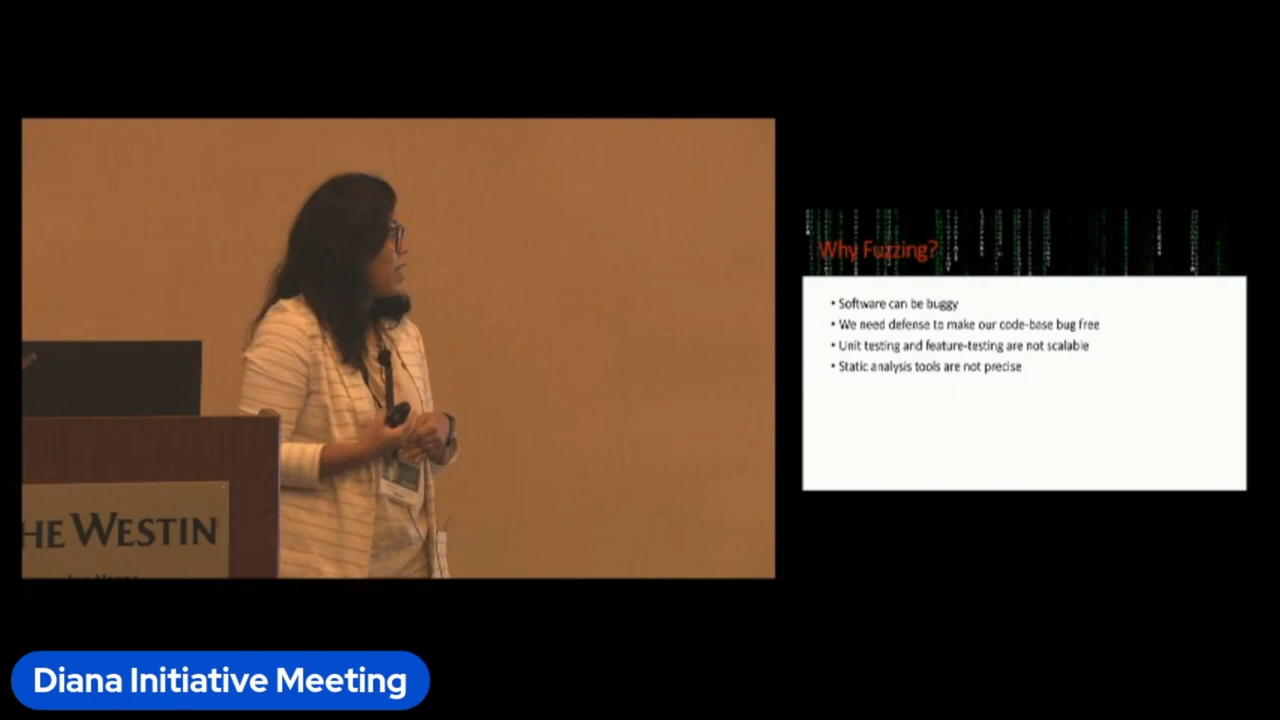 HE WESTIN
Why Fuzzing?
• Software can be buggy
• We need defense to make our code-base bug free
• Unit testing and feature-testing are not scalable
• Static analysis tools are not precise
Diana Initiative Meeting